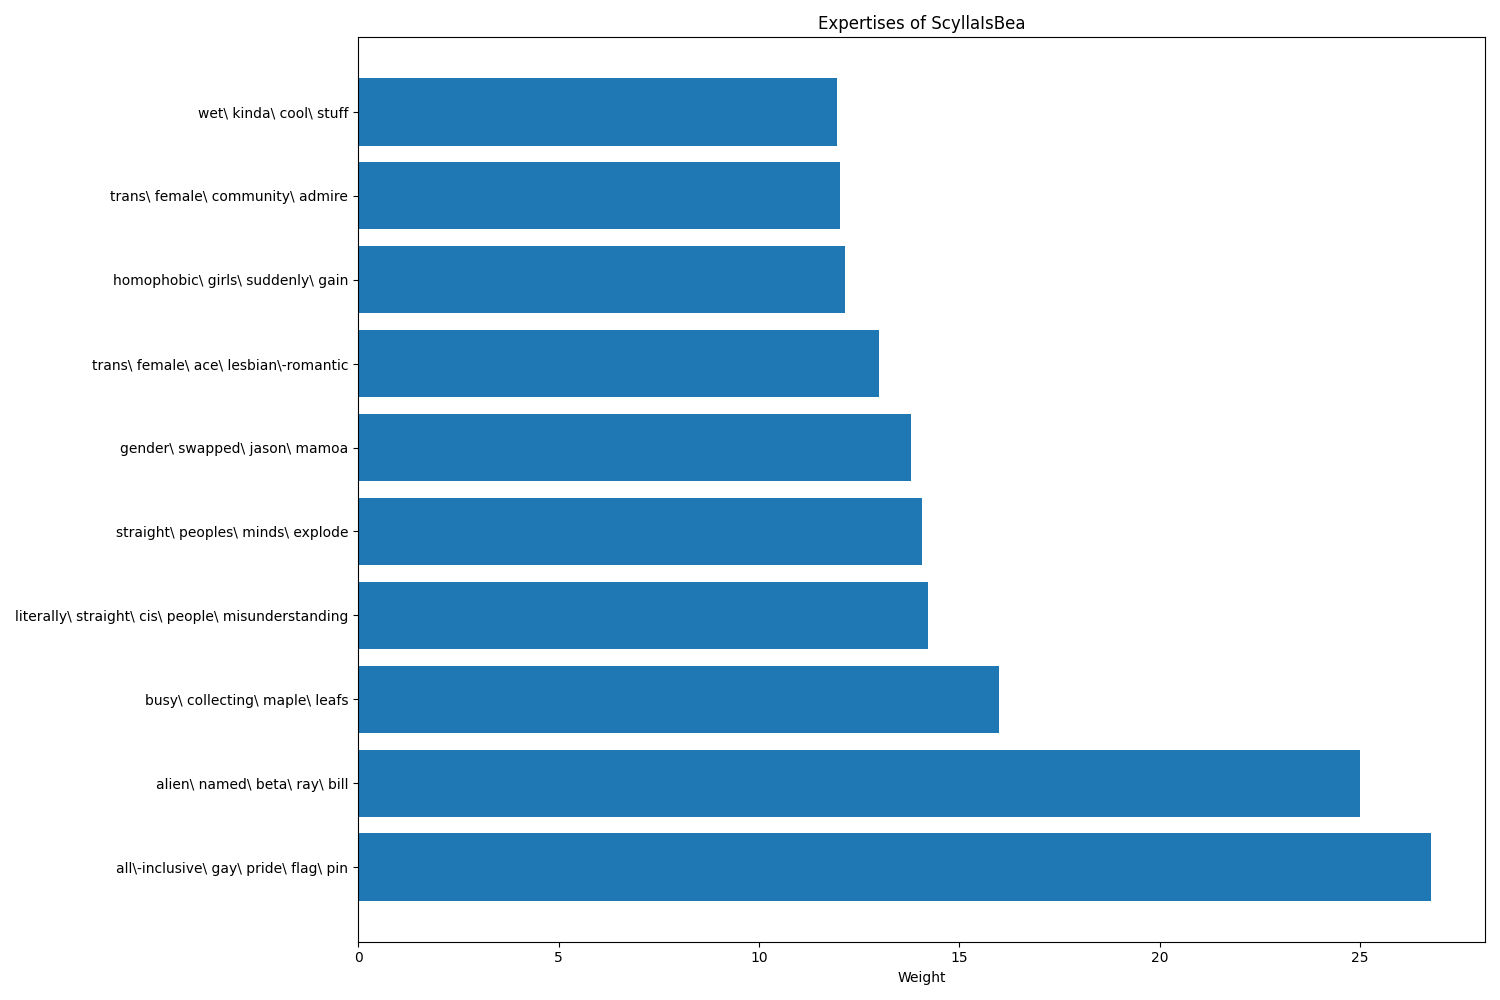 Expertises of ScyllaIsBea
wet\ kinda\ cool\ stuff
trans\ female\ community\ admire
homophobic\ girls\ suddenly\ gain
trans\ female\ ace\ lesbian\-romantic
gender\ swapped\ jason\ mamoa
straight\ peoples\ minds\ explode
literally\ straight\ cis\ people\ misunderstanding
busy\ collecting\ maple\ leafs
alien\ named\ beta\ ray\ bill
all\-inclusive\ gay\ pride\ flag\ pin
0 5 10 15 20 25
Weight